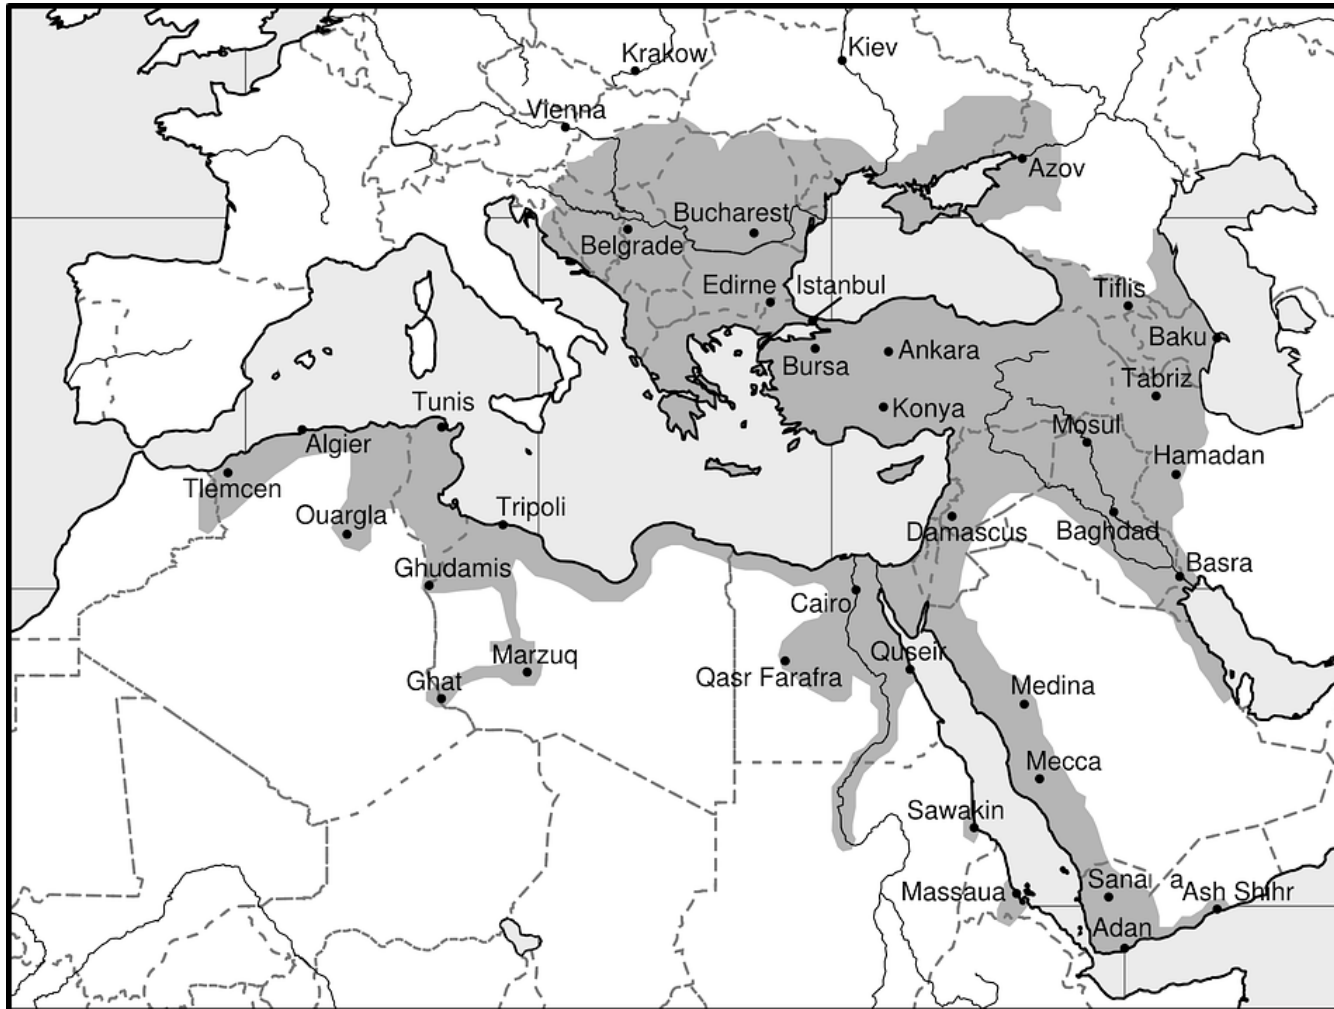 Krakow
Kiev
Vienna
Azov
Bucharest
Belgrade
Edirne
Istanbul
Tiflis
Baku
Bursa
Ankara
Tabriz
Tunis
Konya
Algier
Mosul
Hamadan
Tlemcen
Ouargla
Tripoli
Damascus
Baghdad
Ghudamis
Basra
Cairo
Marzuq
Quseir
Ghat
Qasr Farafra
Medina
Mecca
Sawakin
Massaua
Sana a
Ash Shihr
Adan